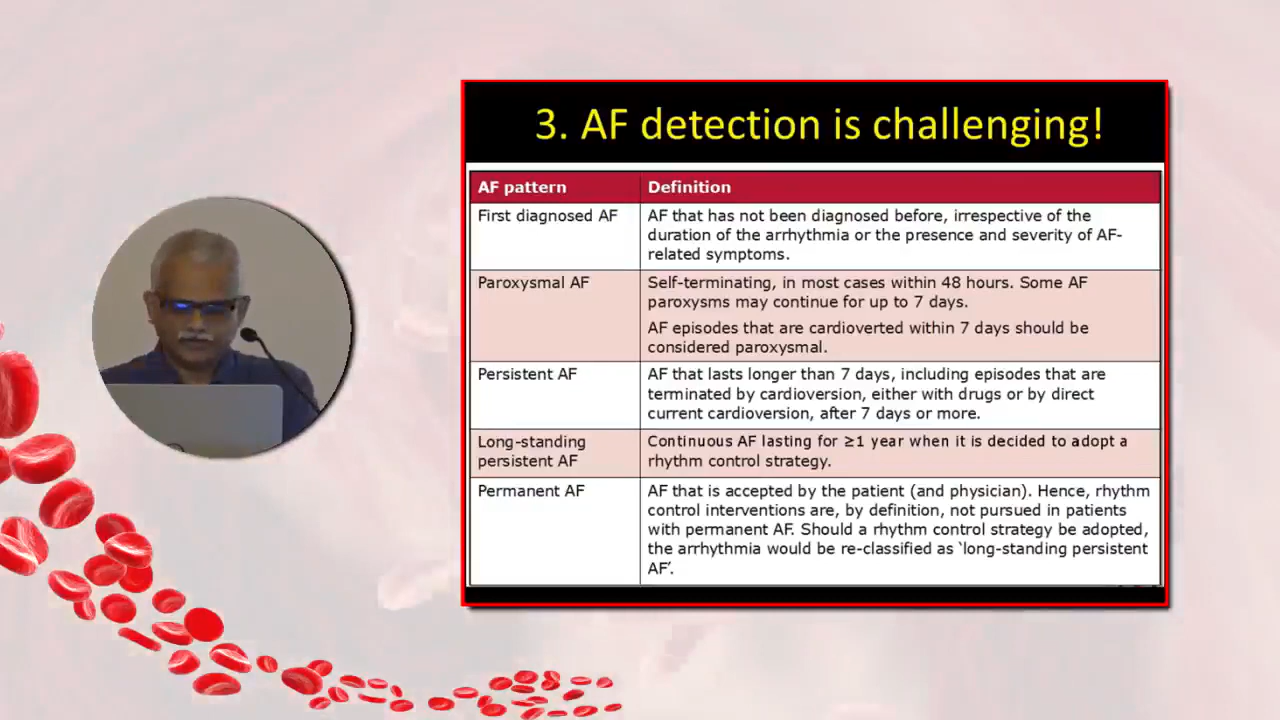 3. AF detection is challenging!
AF pattern
Definition
First diagnosed AF
AF that has not been diagnosed before, irrespective of the
duration of the arrhythmia or the presence and severity of AF-
related symptoms.
Paroxysmal AF
Self-terminating, in most cases within 48 hours. Some AF
paroxysms may continue for up to 7 days.
AF episodes that are cardioverted within 7 days should be
considered paroxysmal.
Persistent AF
AF that lasts longer than 7 days, including episodes that are
terminated by cardioversion, either with drugs or by direct
current cardioversion, after 7 days or more.
Long-standing
persistent AF
Continuous AF lasting for ≥1 year when it is decided to adopt a
rhythm control strategy.
Permanent AF
AF that is accepted by the patient (and physician). Hence, rhythm
control interventions are, by definition, not pursued in patients
with permanent AF. Should a rhythm control strategy be adopted,
the arrhythmia would be re-classified as ‘long-standing persistent
AF’.